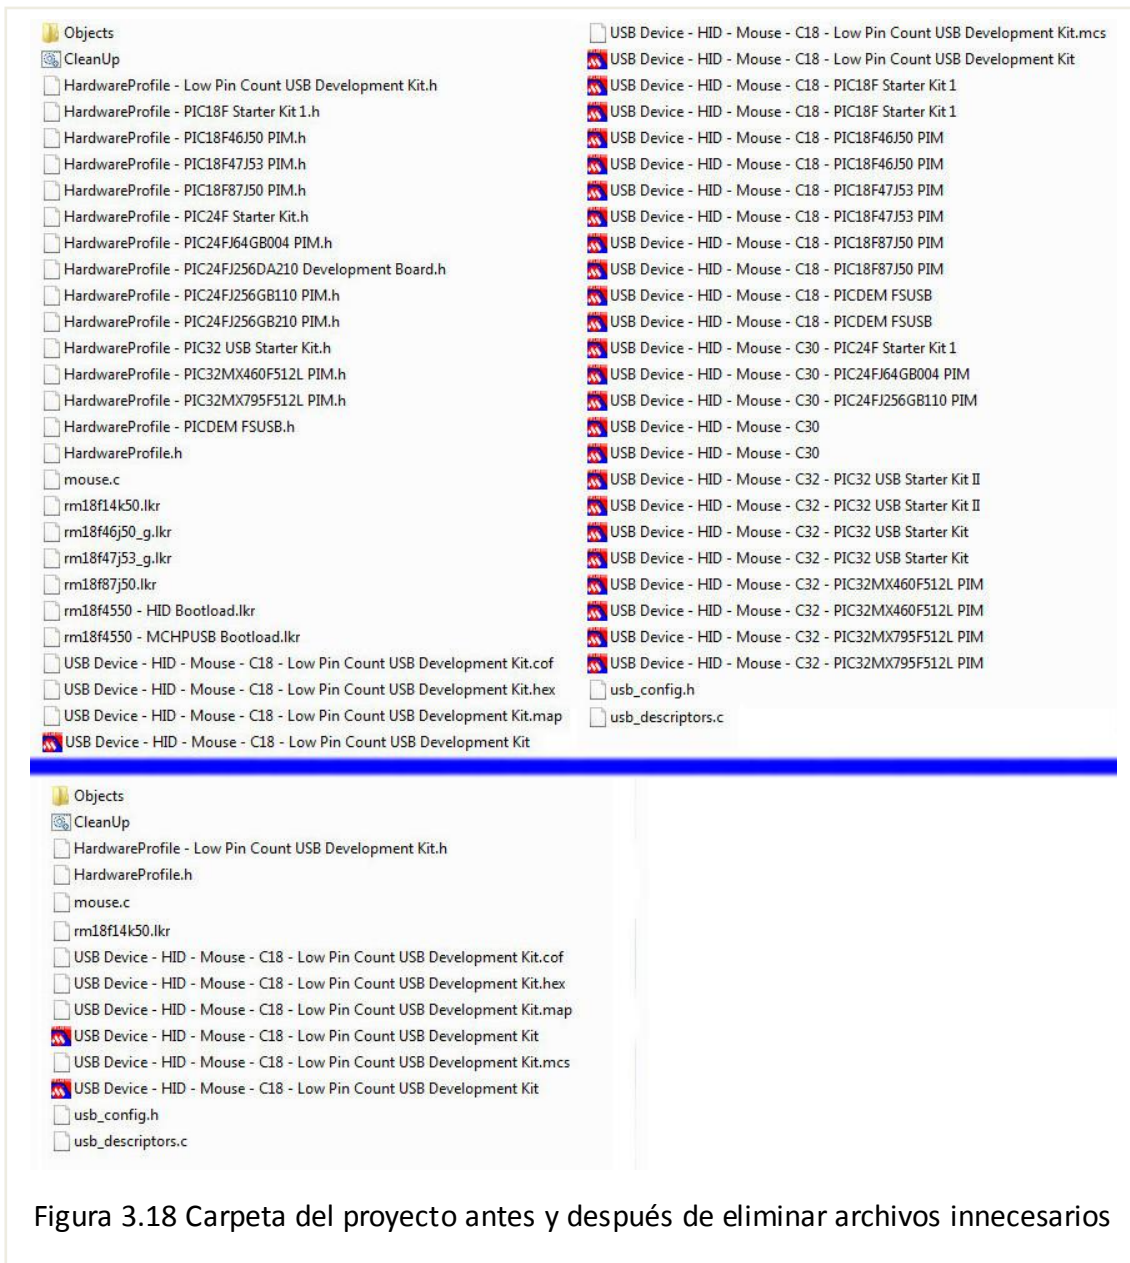 Objects
CleanUp
HardwareProfile - Low Pin Count USB Development Kit.h
HardwareProfile - PIC18F Starter Kit 1.h
HardwareProfile - PIC18F46J50 PIM.h
HardwareProfile - PIC18F47J53 PIM.h
HardwareProfile - PIC18F87J50 PIM.h
HardwareProfile - PIC24F Starter Kit.h
HardwareProfile - PIC24FJ64GB004 PIM.h
HardwareProfile - PIC24FJ256DA210 Development Board.h
HardwareProfile - PIC24FJ256GB110 PIM.h
HardwareProfile - PIC24FJ256GB210 PIM.h
HardwareProfile - PIC32 USB Starter Kit.h
HardwareProfile - PIC32MX460F512L PIM.h
HardwareProfile - PIC32MX795F512L PIM.h
HardwareProfile - PICDEM FSUSB.h
HardwareProfile.h
mouse.c
rm18f14k50.lkr
rm18f46j50_g.lkr
rm18f47j53_g.lkr
rm18f87j50.lkr
rm18f4550 - HID Bootload.lkr
rm18f4550 - MCHPUSB Bootload.lkr
USB Device - HID - Mouse - C18 - Low Pin Count USB Development Kit.cof
USB Device - HID - Mouse - C18 - Low Pin Count USB Development Kit.hex
USB Device - HID - Mouse - C18 - Low Pin Count USB Development Kit.map
USB Device - HID - Mouse - C18 - Low Pin Count USB Development Kit
USB Device - HID - Mouse - C18 - Low Pin Count USB Development Kit.mcs
USB Device - HID - Mouse - C18 - Low Pin Count USB Development Kit
USB Device - HID - Mouse - C18 - PIC18F Starter Kit 1
USB Device - HID - Mouse - C18 - PIC18F Starter Kit 1
USB Device - HID - Mouse - C18 - PIC18F46J50 PIM
USB Device - HID - Mouse - C18 - PIC18F46J50 PIM
USB Device - HID - Mouse - C18 - PIC18F47J53 PIM
USB Device - HID - Mouse - C18 - PIC18F47J53 PIM
USB Device - HID - Mouse - C18 - PIC18F87J50 PIM
USB Device - HID - Mouse - C18 - PIC18F87J50 PIM
USB Device - HID - Mouse - C18 - PICDEM FSUSB
USB Device - HID - Mouse - C18 - PICDEM FSUSB
USB Device - HID - Mouse - C30 - PIC24F Starter Kit 1
USB Device - HID - Mouse - C30 - PIC24FJ64GB004 PIM
USB Device - HID - Mouse - C30 - PIC24FJ256GB110 PIM
USB Device - HID - Mouse - C30
USB Device - HID - Mouse - C30
USB Device - HID - Mouse - C32 - PIC32 USB Starter Kit II
USB Device - HID - Mouse - C32 - PIC32 USB Starter Kit II
USB Device - HID - Mouse - C32 - PIC32 USB Starter Kit
USB Device - HID - Mouse - C32 - PIC32 USB Starter Kit
USB Device - HID - Mouse - C32 - PIC32MX460F512L PIM
USB Device - HID - Mouse - C32 - PIC32MX460F512L PIM
USB Device - HID - Mouse - C32 - PIC32MX795F512L PIM
USB Device - HID - Mouse - C32 - PIC32MX795F512L PIM
usb_config.h
usb_descriptors.c
Objects
CleanUp
HardwareProfile - Low Pin Count USB Development Kit.h
HardwareProfile.h
mouse.c
rm18f14k50.lkr
USB Device - HID - Mouse - C18 - Low Pin Count USB Development Kit.cof
USB Device - HID - Mouse - C18 - Low Pin Count USB Development Kit.hex
USB Device - HID - Mouse - C18 - Low Pin Count USB Development Kit.map
USB Device - HID - Mouse - C18 - Low Pin Count USB Development Kit
USB Device - HID - Mouse - C18 - Low Pin Count USB Development Kit.mcs
USB Device - HID - Mouse - C18 - Low Pin Count USB Development Kit
usb_config.h
usb_descriptors.c
Figura 3.18 Carpeta del proyecto antes y después de eliminar archivos innecesarios